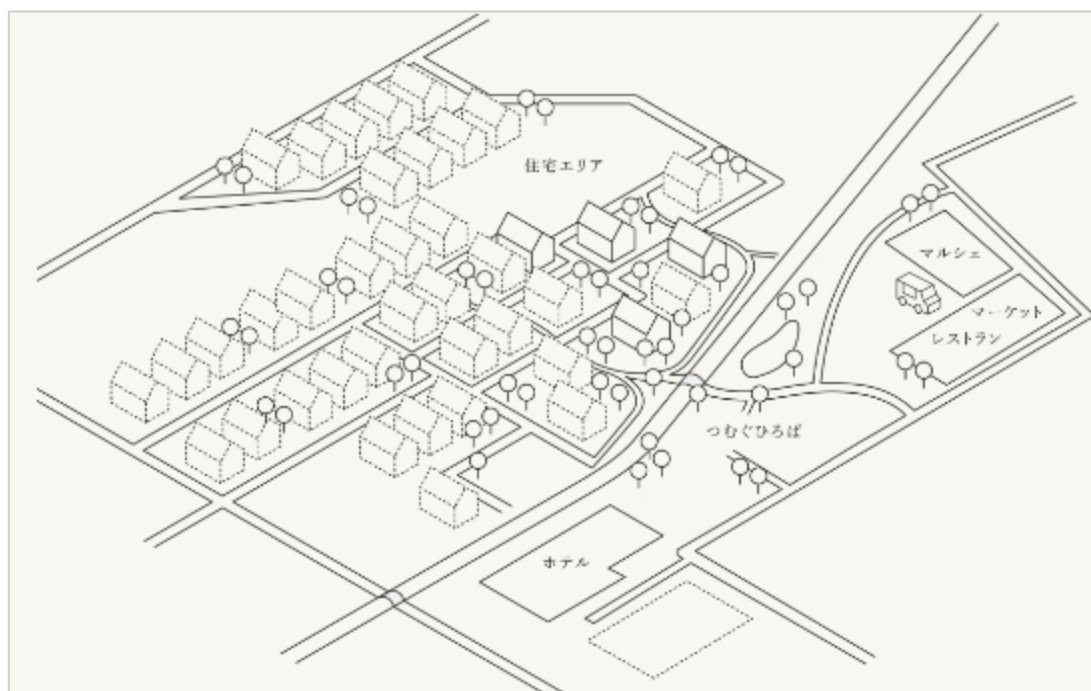 住宅エリア
マルシェ
マーケット
レストラン
つむぐひろば
ホテル